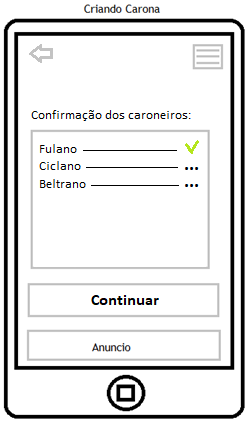 Criando Carona
Confirmação dos caroneiros:
Fulano
Ciclano ...
Beltrano ...
Continuar
Anuncio